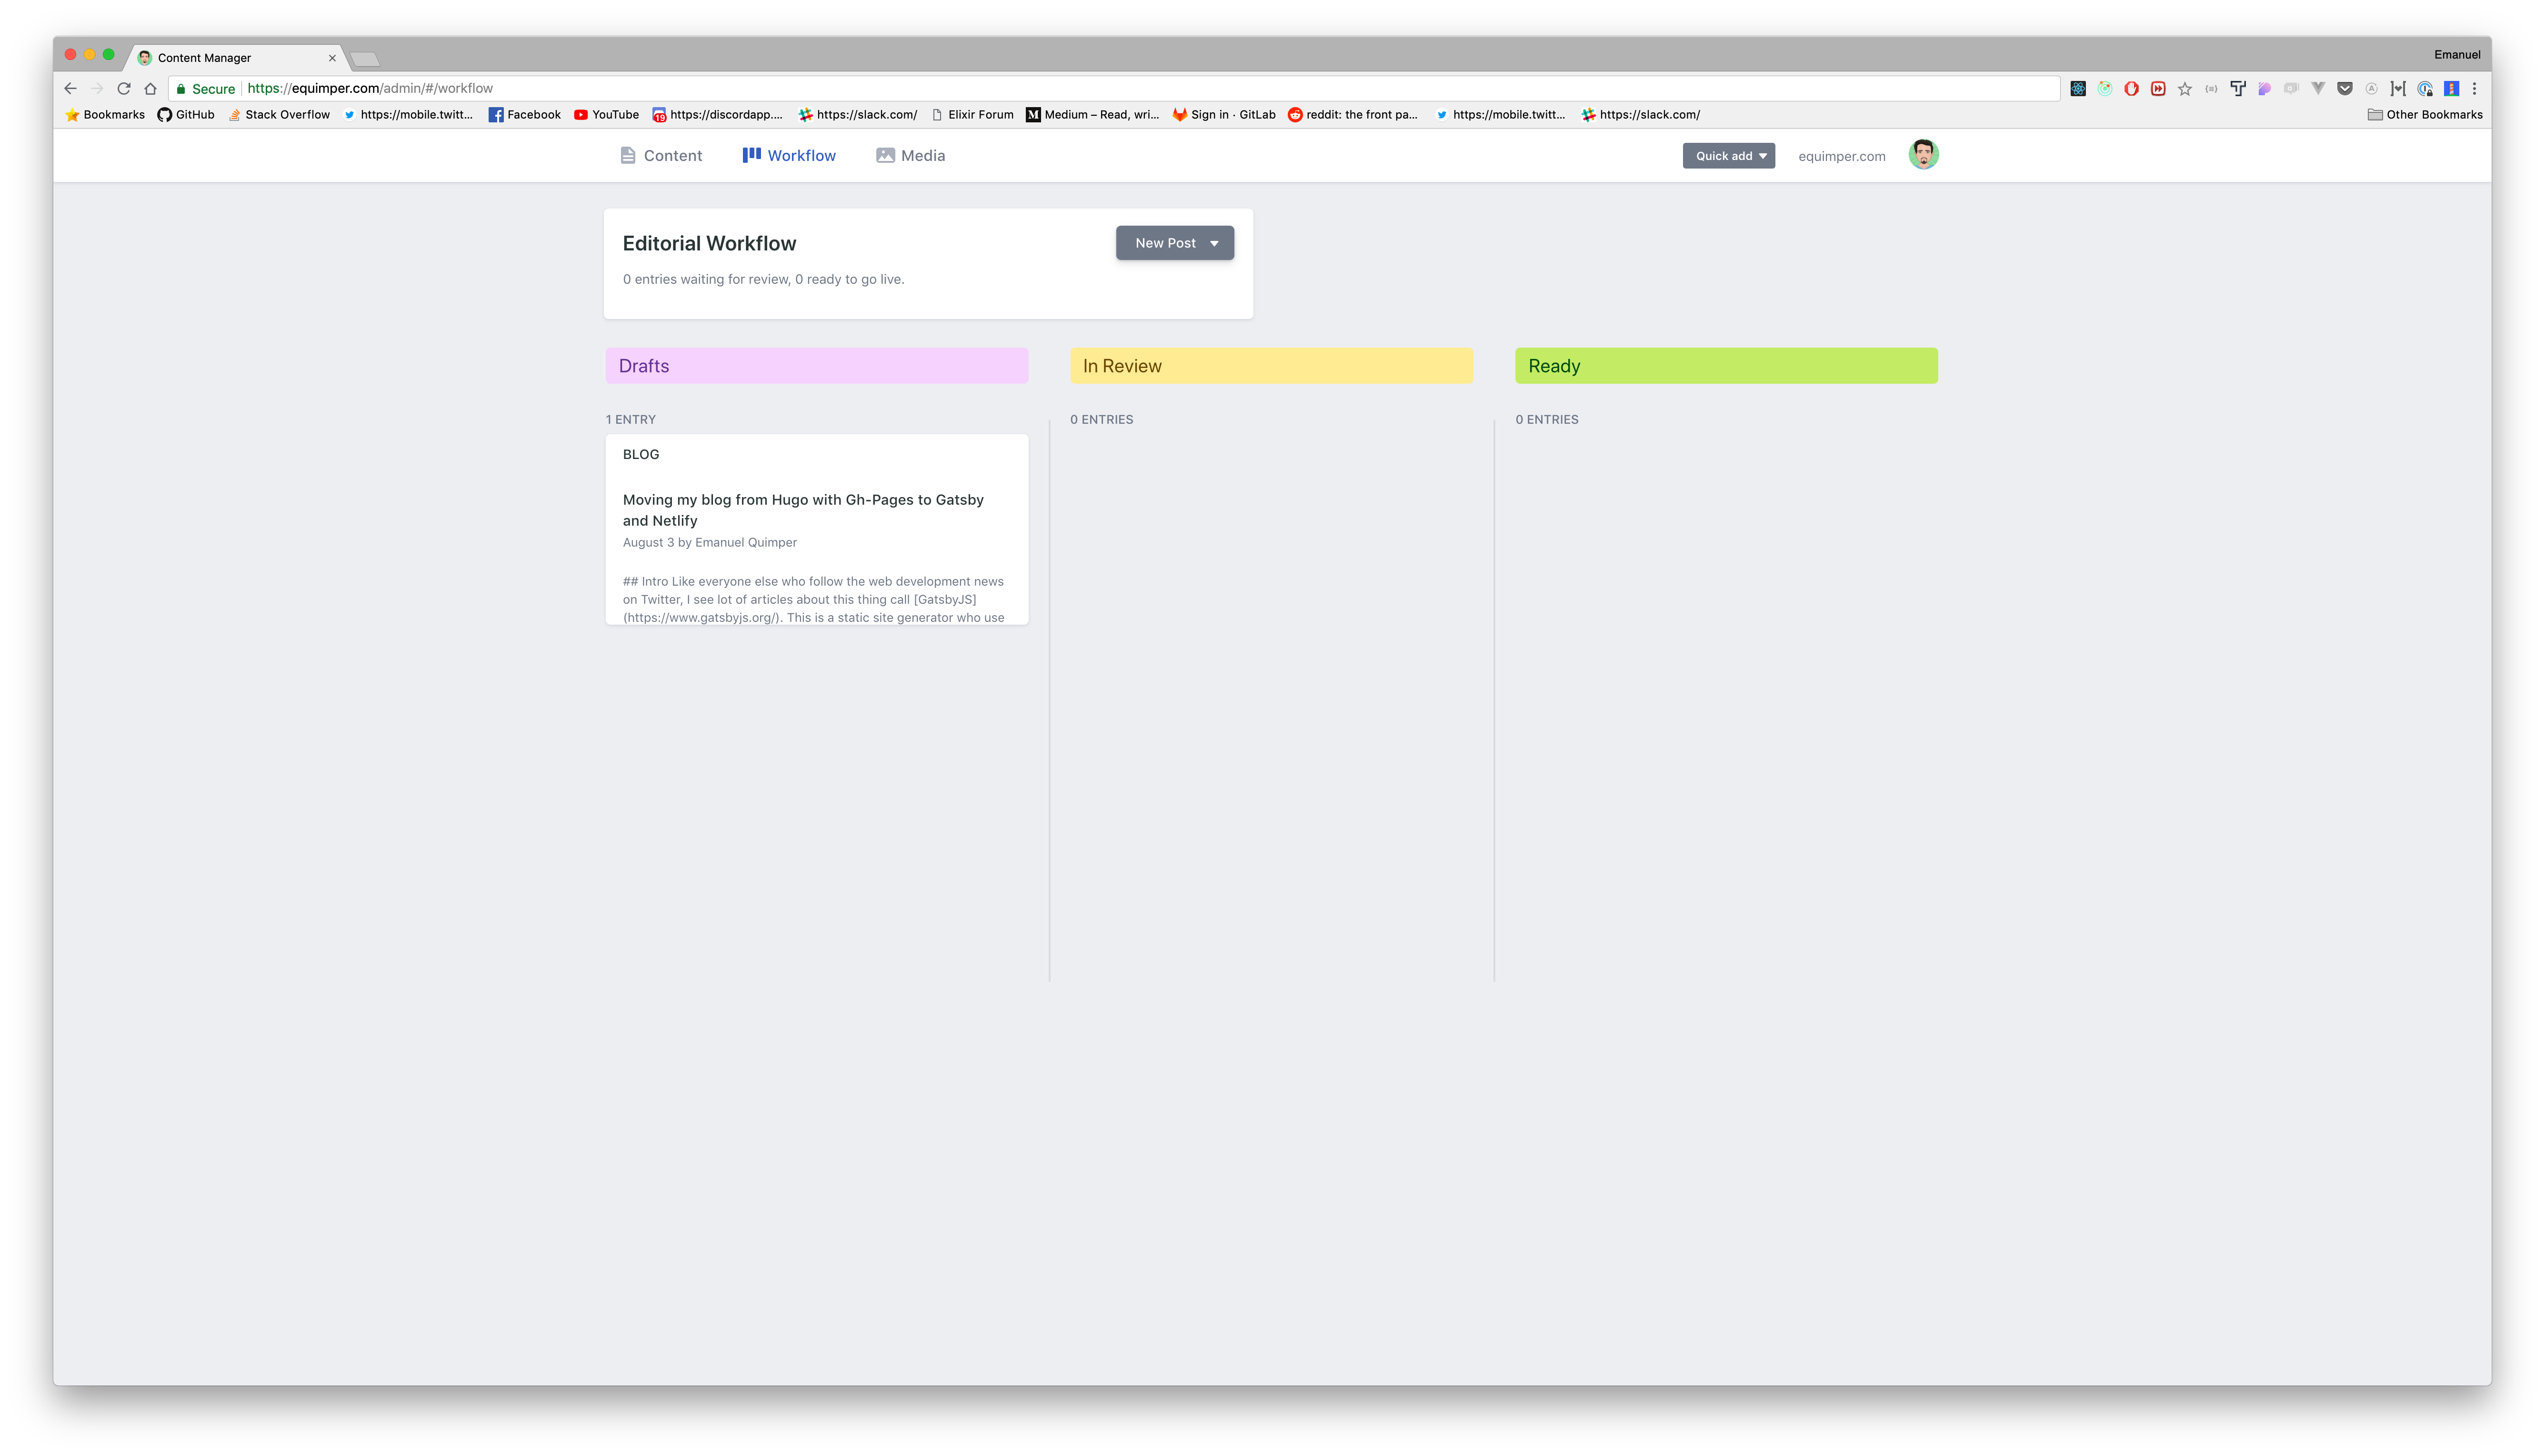 Content Manager
Emanuel
Secure https://equimper.com/admin/#/workflow
Bookmarks GitHub Stack Overflow https://mobile.twitt... Facebook YouTube 19 https://discordapp.... https://slack.com/ Elixir Forum M Medium – Read, wri... Sign in · GitLab reddit: the front pa... https://mobile.twitt... https://slack.com/ Other Bookmarks
Content Workflow Media Quick add equimper.com
Editorial Workflow
New Post
0 entries waiting for review, 0 ready to go live.
Drafts In Review Ready
1 ENTRY 0 ENTRIES 0 ENTRIES
BLOG
Moving my blog from Hugo with Gh-Pages to Gatsby
and Netlify
August 3 by Emanuel Quimper
## Intro Like everyone else who follow the web development news
on Twitter, I see lot of articles about this thing call [GatsbyJS]
(https://www.gatsbyjs.org/). This is a static site generator who use